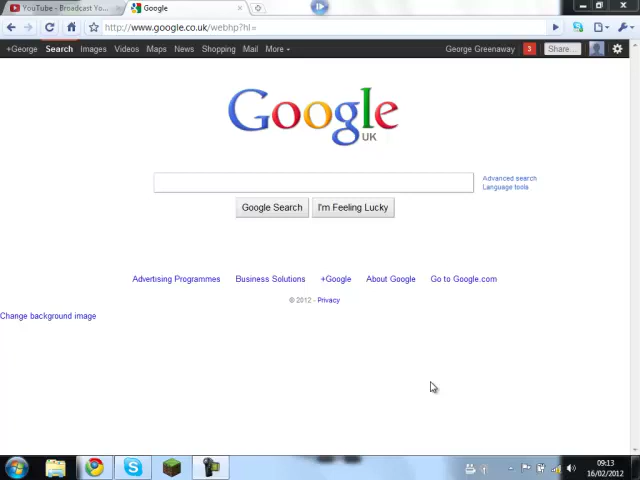 YouTube - Broadcast Yo...
Google
http://www.google.co.uk/webhp?hl=
+George Search Images Videos Maps News Shopping Mail More
George Greenaway 3 Share...
Google
UK
Advanced search
Language tools
Google Search I'm Feeling Lucky
Advertising Programmes Business Solutions +Google About Google Go to Google.com
© 2012 - Privacy
Change background image
09:13
16/02/2012